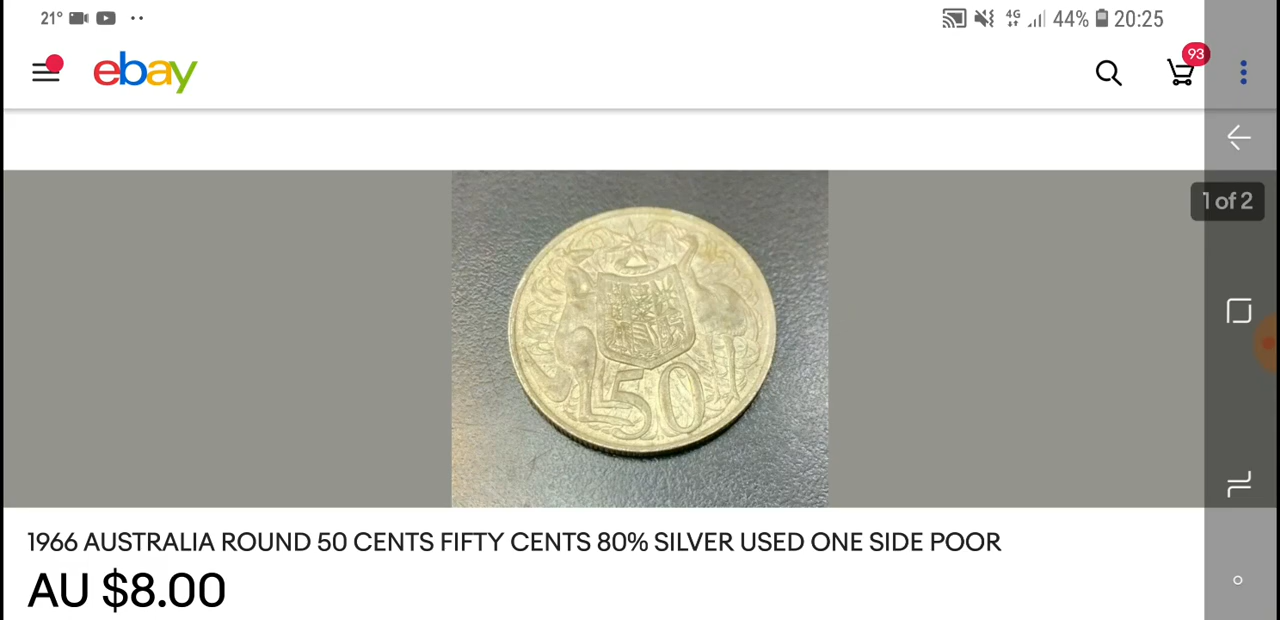 21°
4G 44% 20:25
ebay
93
1 of 2
50
1966 AUSTRALIA ROUND 50 CENTS FIFTY CENTS 80% SILVER USED ONE SIDE POOR
AU $8.00